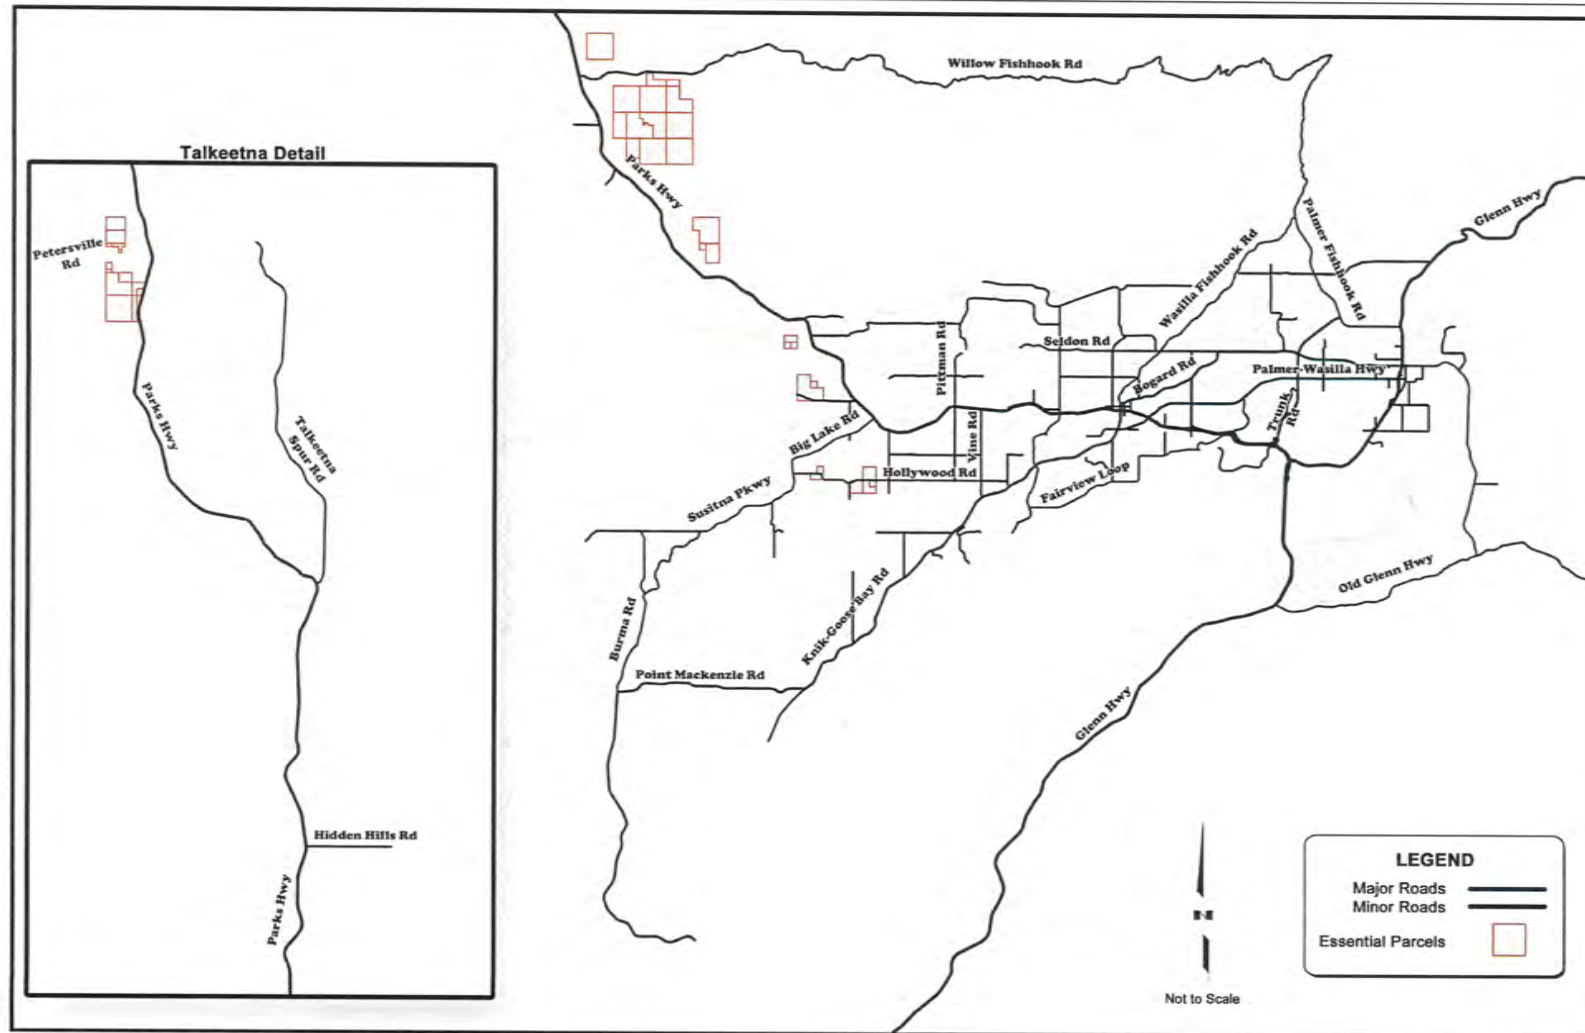 Talkeetna Detail
Petersville
Rd
Parks Hwy
Talkeetna
Spur Rd
Hidden Hills Rd
Parks Hwy
Willow Fishhook Rd
Parks Hwy
Glenn Hwy
Palmer Fishhook Rd
Wasilla Fishhook Rd
Pittman Rd
Seldon Rd
Bogard Rd
Palmer-Wasilla Hwy
Trunk
Rd
Big Lake Rd
Vine Rd
Hollywood Rd
Fairview Loop
Susitna Pkwy
Old Glenn Hwy
Burma Rd
Knik-Goose Bay Rd
Point Mackenzie Rd
Glenn Hwy
N
Not to Scale
LEGEND
Major Roads
Minor Roads
Essential Parcels